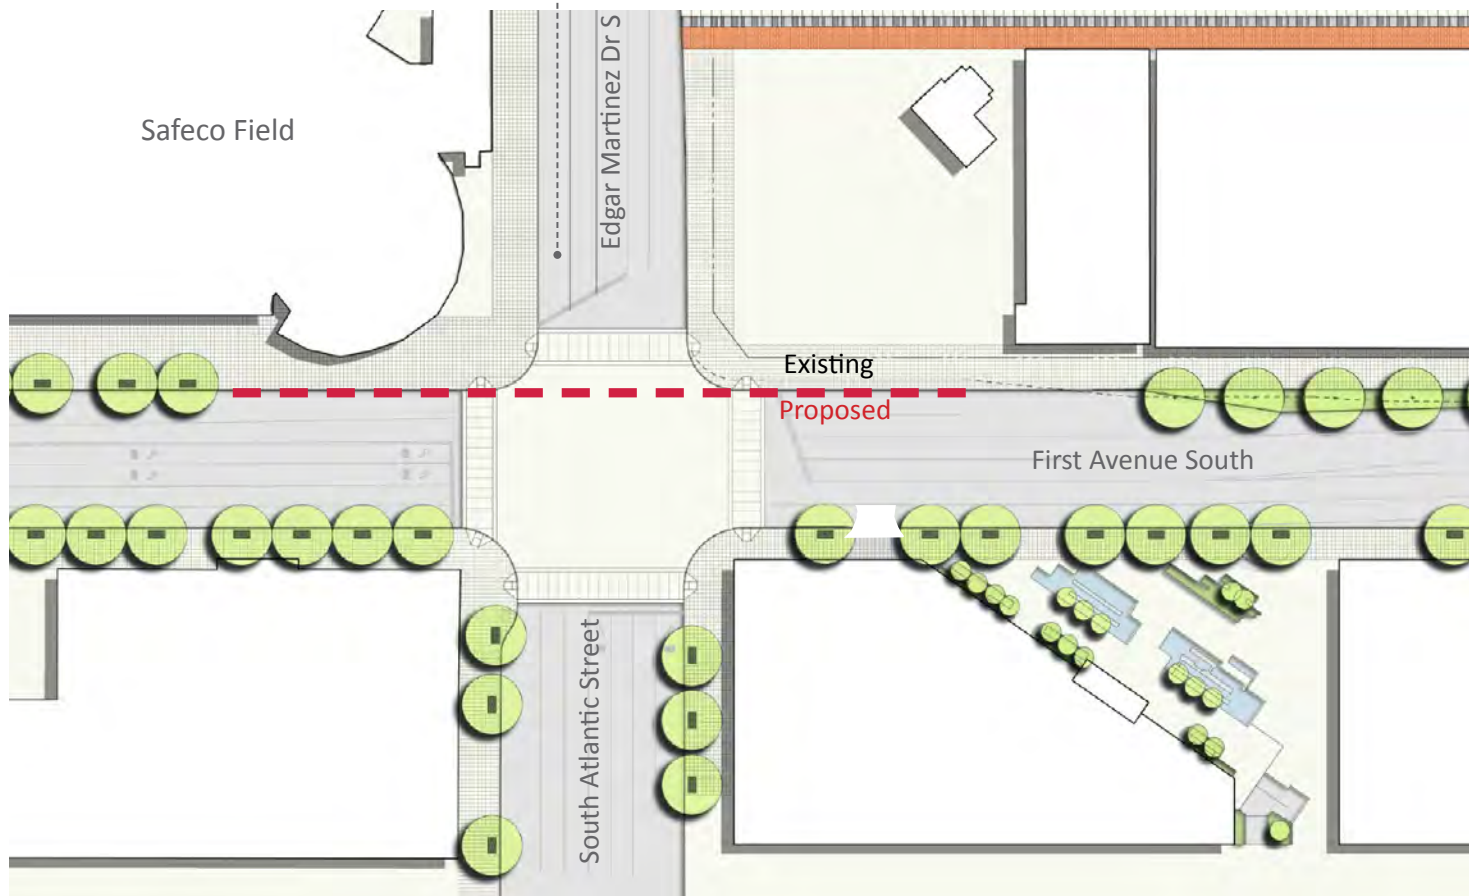 Edgar Martinez Dr S
Safeco Field
Existing
Proposed
First Avenue South
South Atlantic Street